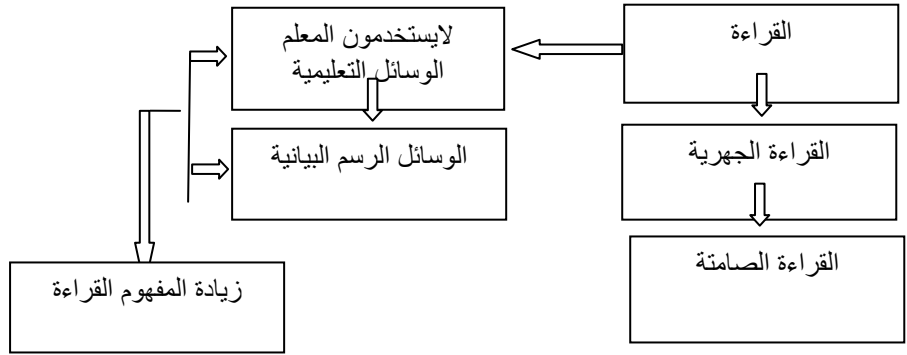 القراءة
لايستخدمون المعلم
الوسائل التعليمية
القراءة الجهرية
الوسائل الرسم البيانية
القراءة الصامتة
زيادة المفهوم القراءة